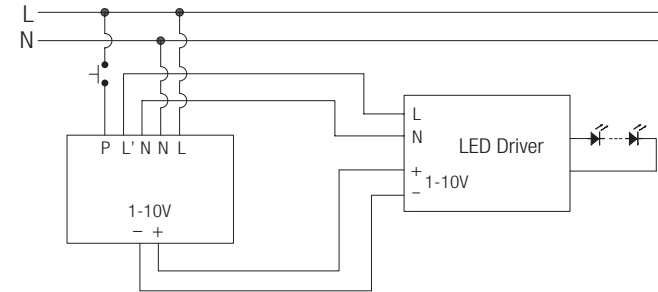 L
N
P L' N N L
1-10V
− +
L
N
LED Driver
+
1-10V
−